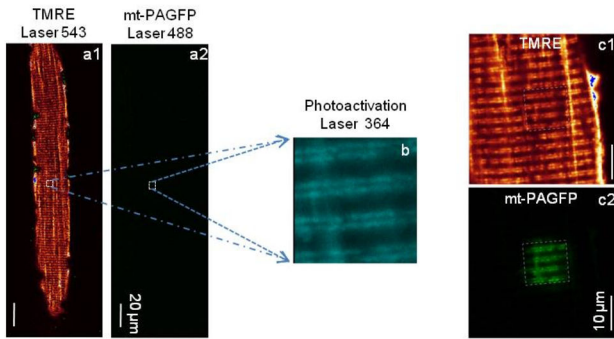 TMRE
Laser 543
a1
mt-PAGFP
Laser 488
a2
20 µm
Photoactivation
Laser 364
b
TMRE
c1
mt-PAGFP
c2
10 µm